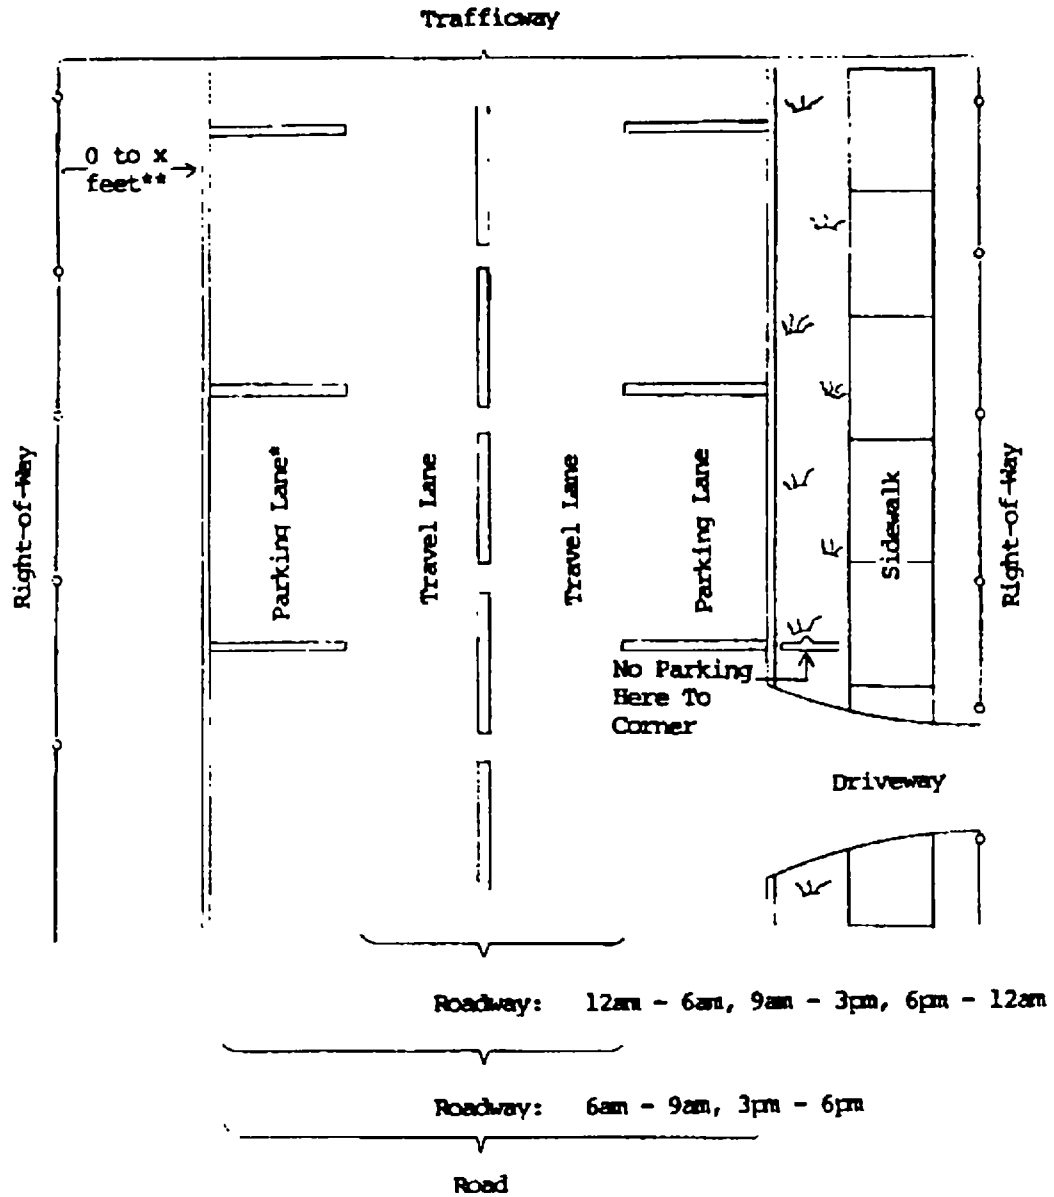 Trafficway
0 to x
feet**
Right-of-Way
Parking Lane*
Travel Lane
Travel Lane
Parking Lane
Sidewalk
Right-of-Way
No Parking
Here To
Corner
Driveway
Roadway: 12am - 6am, 9am - 3pm, 6pm - 12am
Roadway: 6am - 9am, 3pm - 6pm
Road